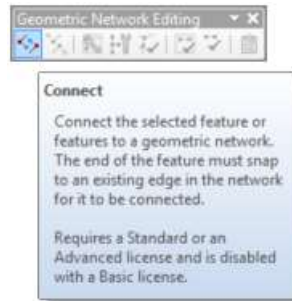 Geometric Network Editing
Connect
Connect the selected feature or
features to a geometric network.
The end of the feature must snap
to an existing edge in the network
for it to be connected.
Requires a Standard or an
Advanced license and is disabled
with a Basic license.